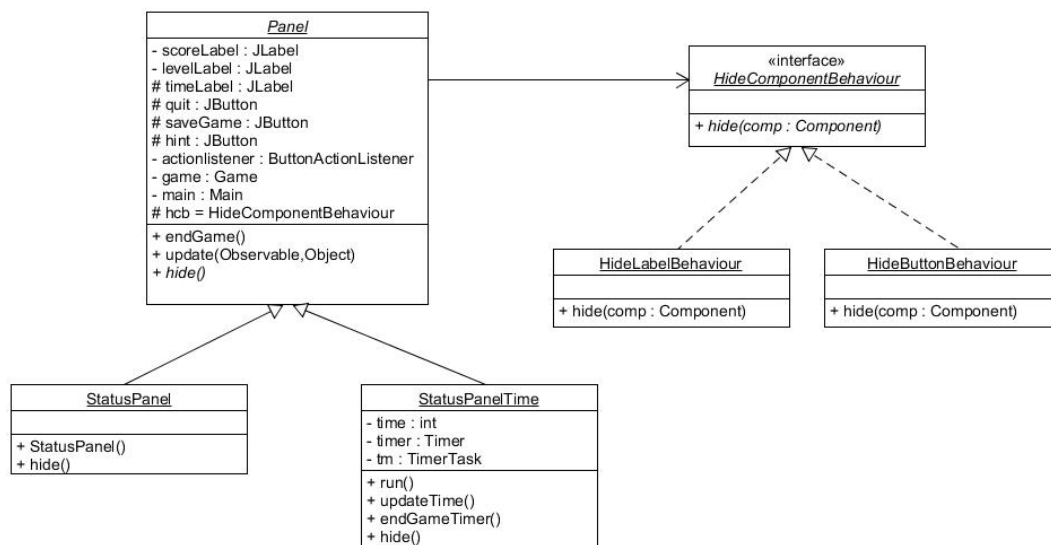 Panel
- scoreLabel : JLabel
- levelLabel : JLabel
# timeLabel : JLabel
# quit : JButton
# saveGame : JButton
# hint : JButton
- actionlistener : ButtonActionListener
- game : Game
- main : Main
# hcb = HideComponentBehaviour
+ endGame()
+ update(Observable,Object)
+ hide()
«interface»
HideComponentBehaviour
+ hide(comp : Component)
HideLabelBehaviour
+ hide(comp : Component)
HideButtonBehaviour
+ hide(comp : Component)
StatusPanel
+ StatusPanel()
+ hide()
StatusPanelTime
- time : int
- timer : Timer
- tm : TimerTask
+ run()
+ updateTime()
+ endGameTimer()
+ hide()